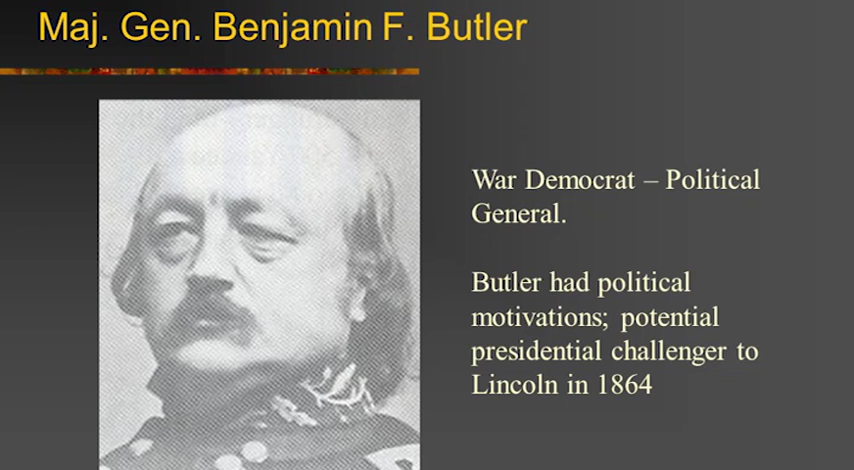 Maj. Gen. Benjamin F. Butler
War Democrat – Political
General.
Butler had political
motivations; potential
presidential challenger to
Lincoln in 1864